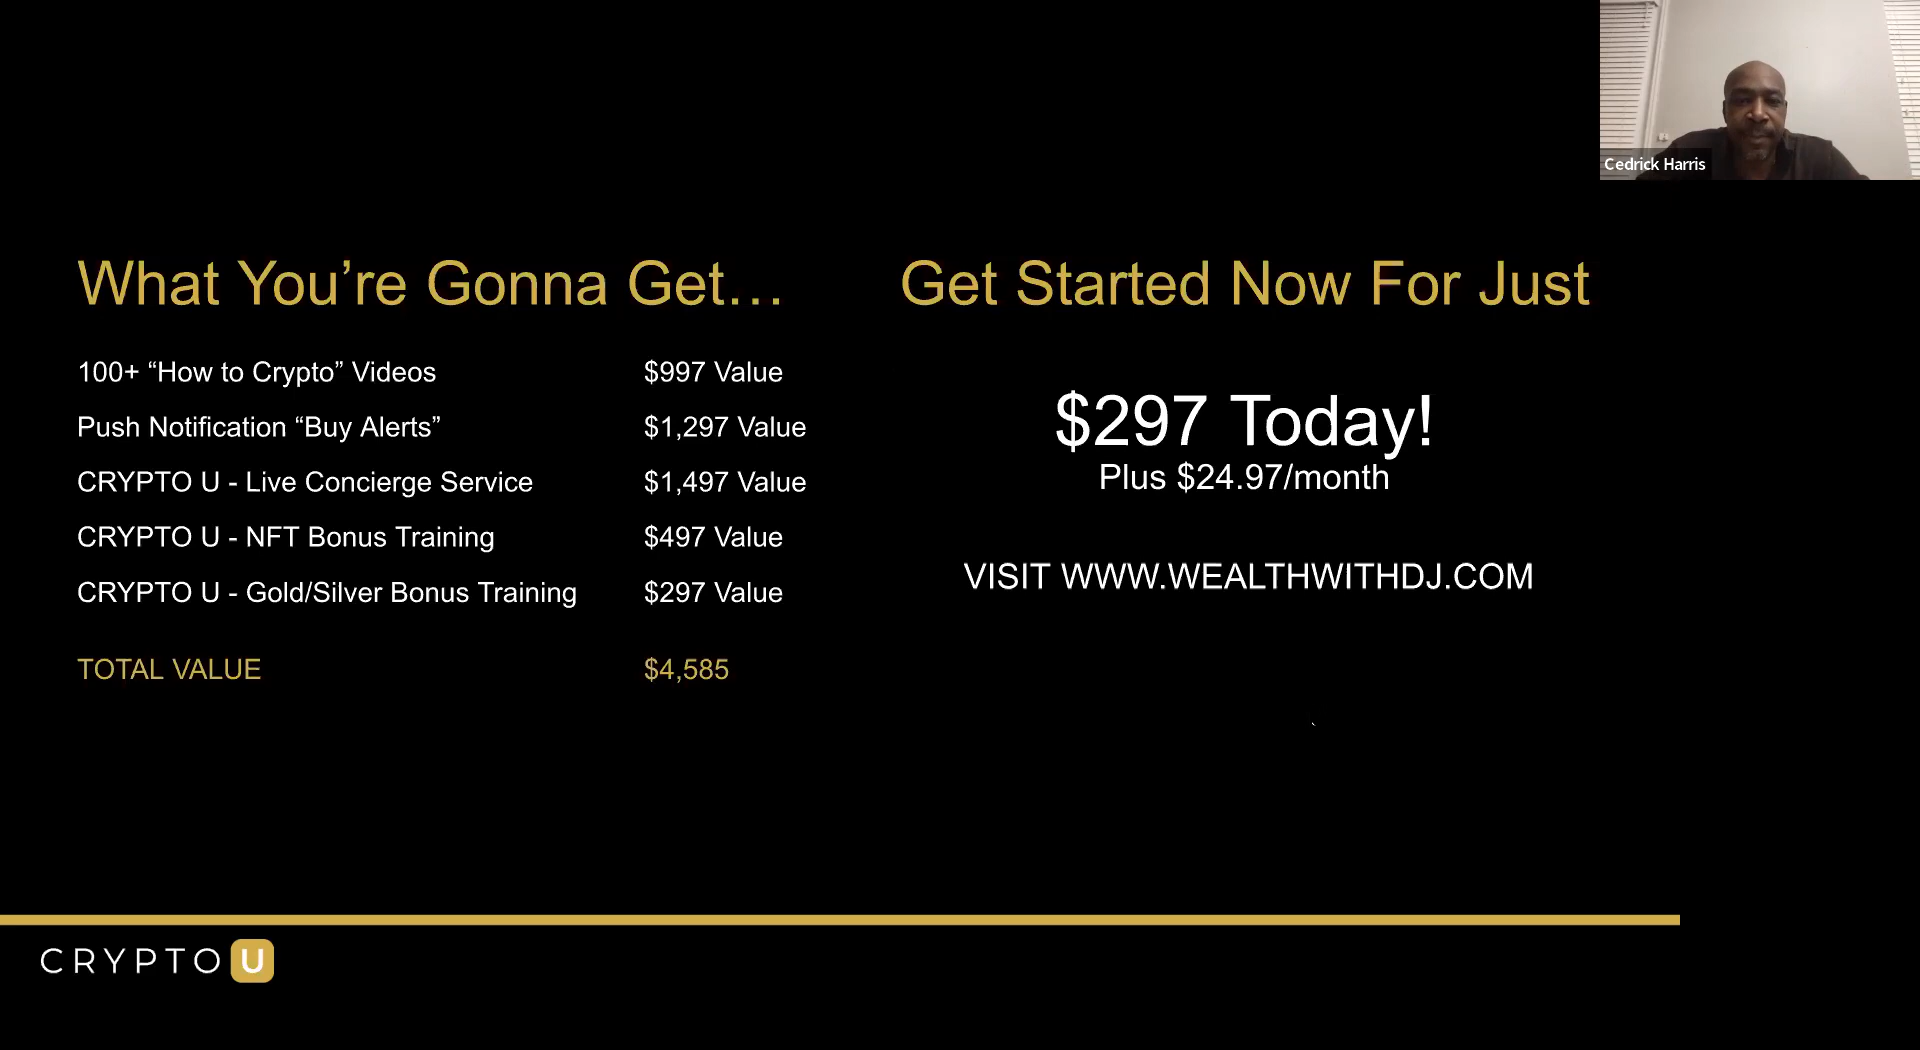 Cedrick Harris
What You’re Gonna Get…
100+ “How to Crypto” Videos $997 Value
Push Notification “Buy Alerts” $1,297 Value
CRYPTO U - Live Concierge Service $1,497 Value
CRYPTO U - NFT Bonus Training $497 Value
CRYPTO U - Gold/Silver Bonus Training $297 Value
TOTAL VALUE $4,585
Get Started Now For Just
$297 Today!
Plus $24.97/month
VISIT WWW.WEALTHWITHDJ.COM
CRYPTO U